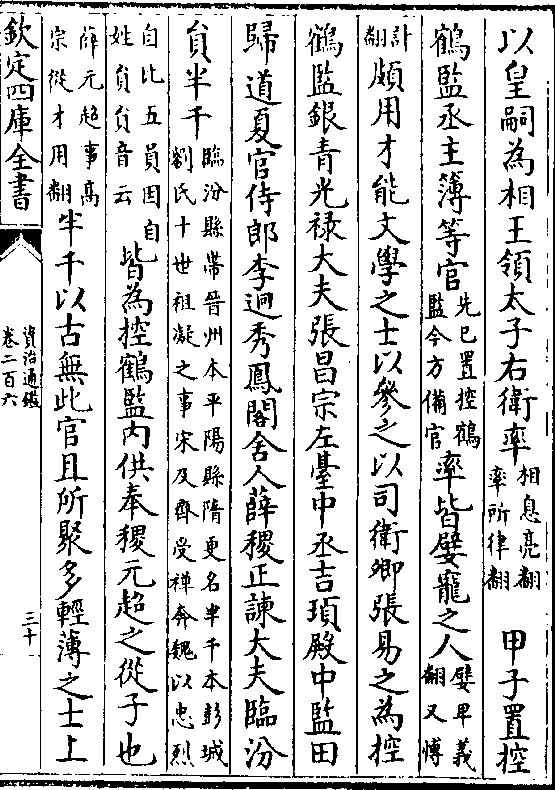 以皇嗣為相王領太子右衛率相息亮翻率所律翻　甲子置控
鶴監丞主簿等官先已置控鶴監今方備官率皆嬖寵之人嬖卑義翻又博
計翻頗用才能文學之士以參之以司衛卿張易之為控
鶴監銀青光祿大夫張昌宗左臺中丞吉頊殿中監田
歸道夏官侍郎李迥秀鳳閣舍人薛稷正諫大夫臨汾
員半千臨汾縣帶晉州本平陽縣隋更名半千本彭城劉氏十世祖凝之事宋及齊受禪奔魏以忠烈
自比五員因自姓員員音云皆為控鶴監內供奉稷元超之從子也
薛元超事高宗從才用翻半千以古無此官且所聚多輕薄之士上
欽定四庫全書
資治通鑑
卷二百六
三十